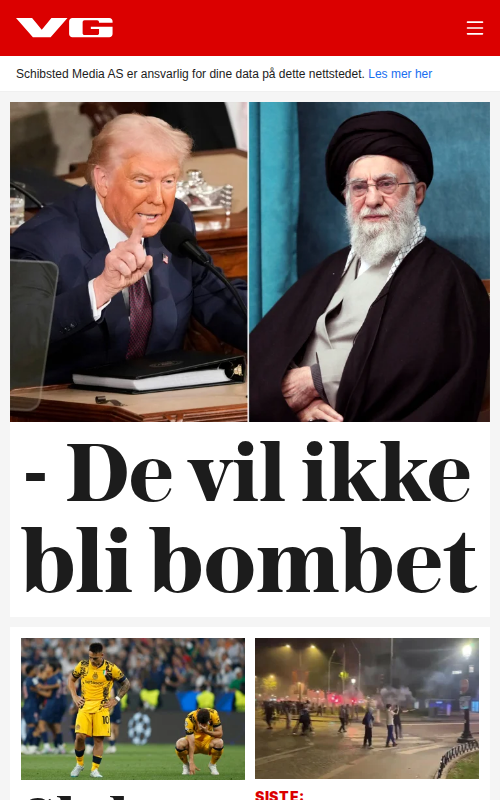 VG
Schibsted Media AS er ansvarlig for dine data på dette nettstedet. Les mer her
- De vil ikke
bli bombet
10
SISTE: